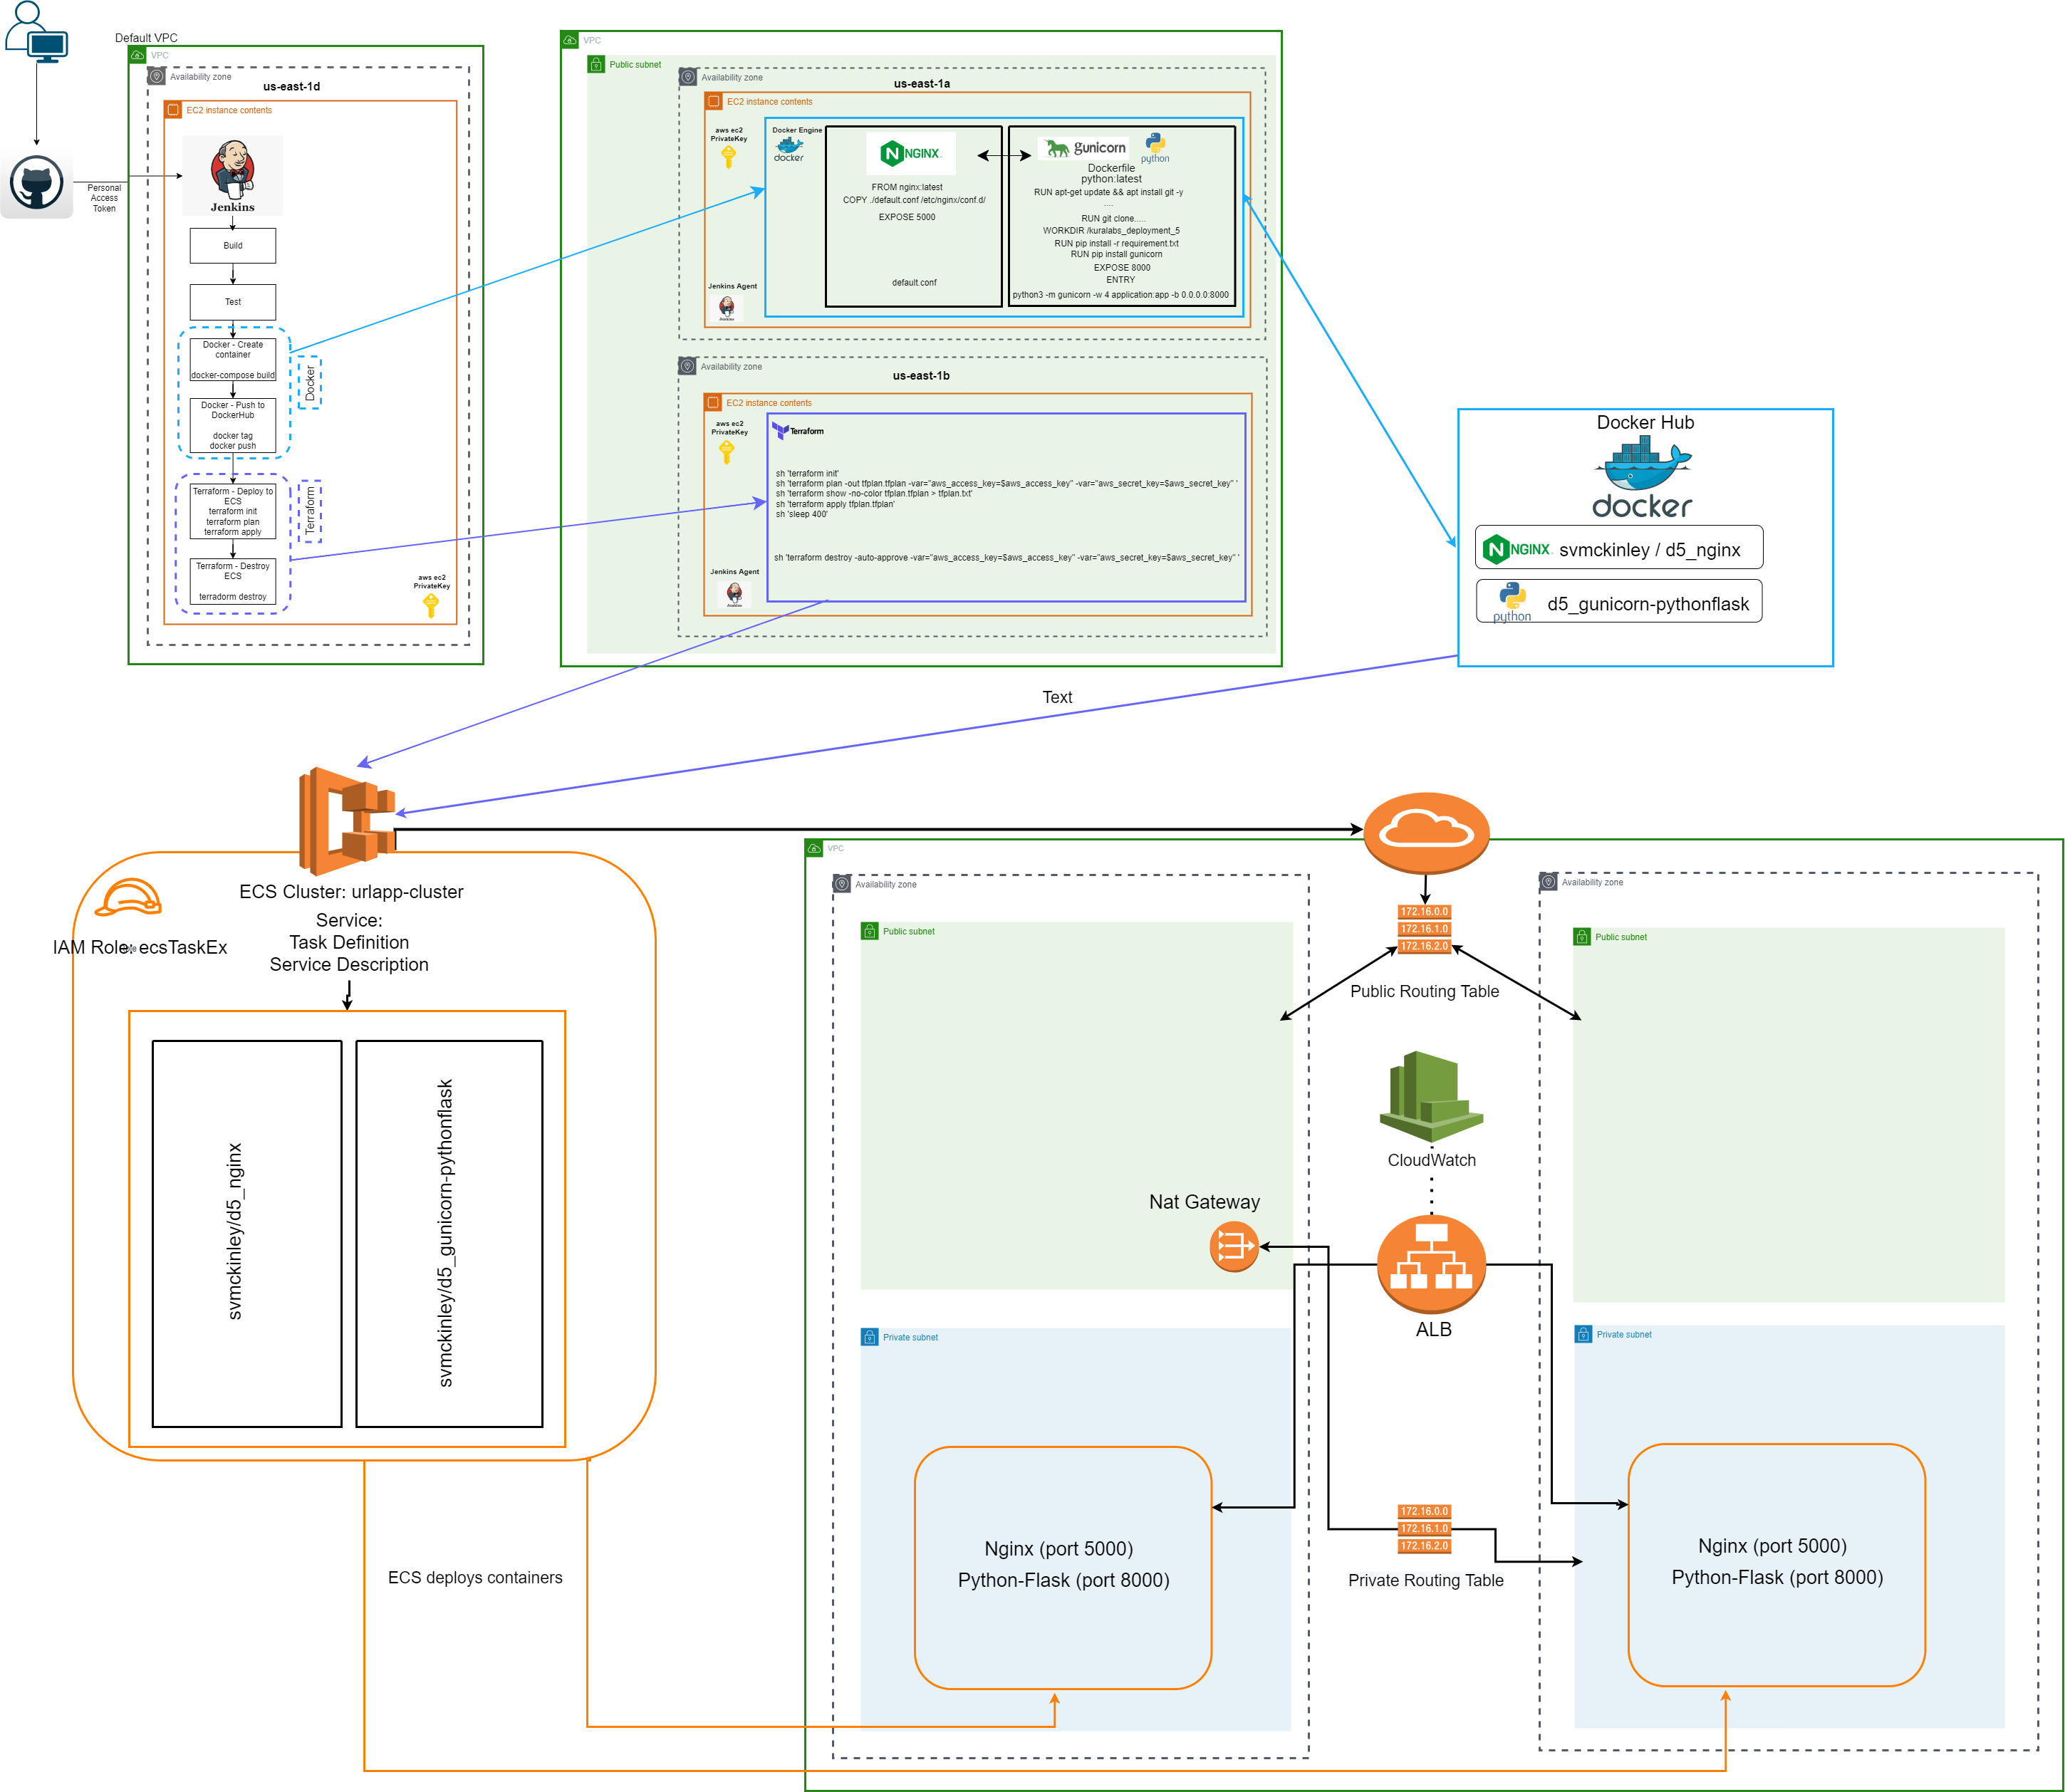 Default VPC
VPC
Availability zone
us-east-1d
EC2 instance contents
Jenkins
Personal
Access
Token
Build
Test
Docker - Create
container
docker-compose build
Docker - Push to
DockerHub
docker tag
docker push
Docker
Terraform - Deploy to
ECS
terraform init
terraform plan
terraform apply
Terraform
Terraform - Destroy
ECS
terradorm destroy
aws ec2
PrivateKey
VPC
Public subnet
Availability zone
us-east-1a
EC2 instance contents
aws ec2
PrivateKey
Docker Engine
docker
NGINX
FROM nginx:latest
COPY ./default.conf /etc/nginx/conf.d/
EXPOSE 5000
default.conf
gunicorn
python
Dockerfile
python:latest
RUN apt-get update && apt install git -y
....
RUN git clone.....
WORKDIR /kuralabs_deployment_5
RUN pip install -r requirement.txt
RUN pip install gunicorn
EXPOSE 8000
ENTRY
python3 -m gunicorn -w 4 application:app -b 0.0.0.0:8000
Jenkins Agent
Jenkins
Availability zone
us-east-1b
EC2 instance contents
aws ec2
PrivateKey
Terraform
sh 'terraform init'
sh 'terraform plan -out tfplan.tfplan -var="aws_access_key=$aws_access_key" -var="aws_secret_key=$aws_secret_key" '
sh 'terraform show -no-color tfplan.tfplan > tfplan.txt'
sh 'terraform apply tfplan.tfplan'
sh 'sleep 400'
sh 'terraform destroy -auto-approve -var="aws_access_key=$aws_access_key" -var="aws_secret_key=$aws_secret_key" '
Jenkins Agent
Jenkins
Docker Hub
docker
NGINX
svmckinley / d5_nginx
python
d5_gunicorn-pythonflask
Text
ECS Cluster: urlapp-cluster
Service:
Task Definition
Service Description
IAM Role: ecsTaskEx
svmckinley/d5_nginx
svmckinley/d5_gunicorn-pythonflask
ECS deploys containers
VPC
Availability zone
Public subnet
Nat Gateway
Private subnet
Nginx (port 5000)
Python-Flask (port 8000)
172.16.0.0
172.16.1.0
172.16.2.0
Public Routing Table
CloudWatch
ALB
172.16.0.0
172.16.1.0
172.16.2.0
Private Routing Table
Availability zone
Public subnet
Private subnet
Nginx (port 5000)
Python-Flask (port 8000)